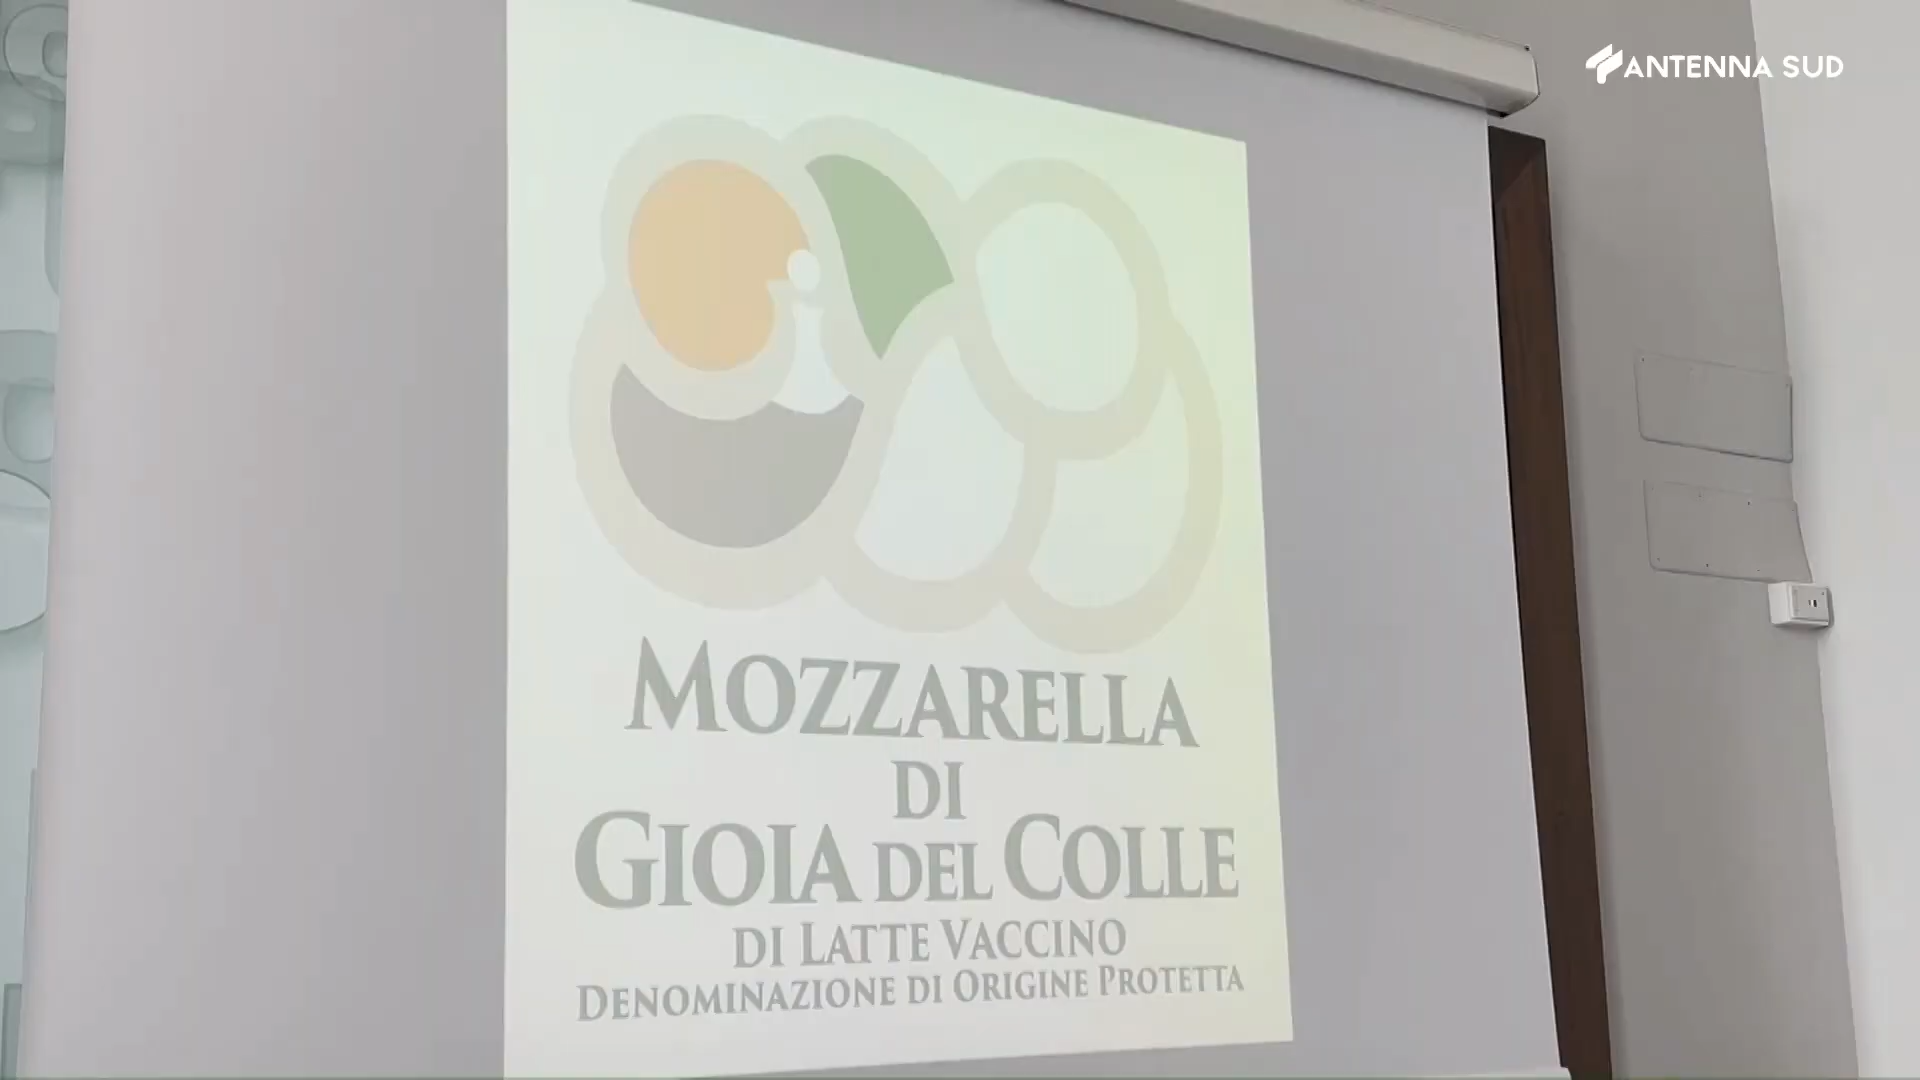 ANTENNA SUD
MOZZARELLA
DI
GIOIA DEL COLLE
DI LATTE VACCINO
DENOMINAZIONE DI ORIGINE PROTETTA